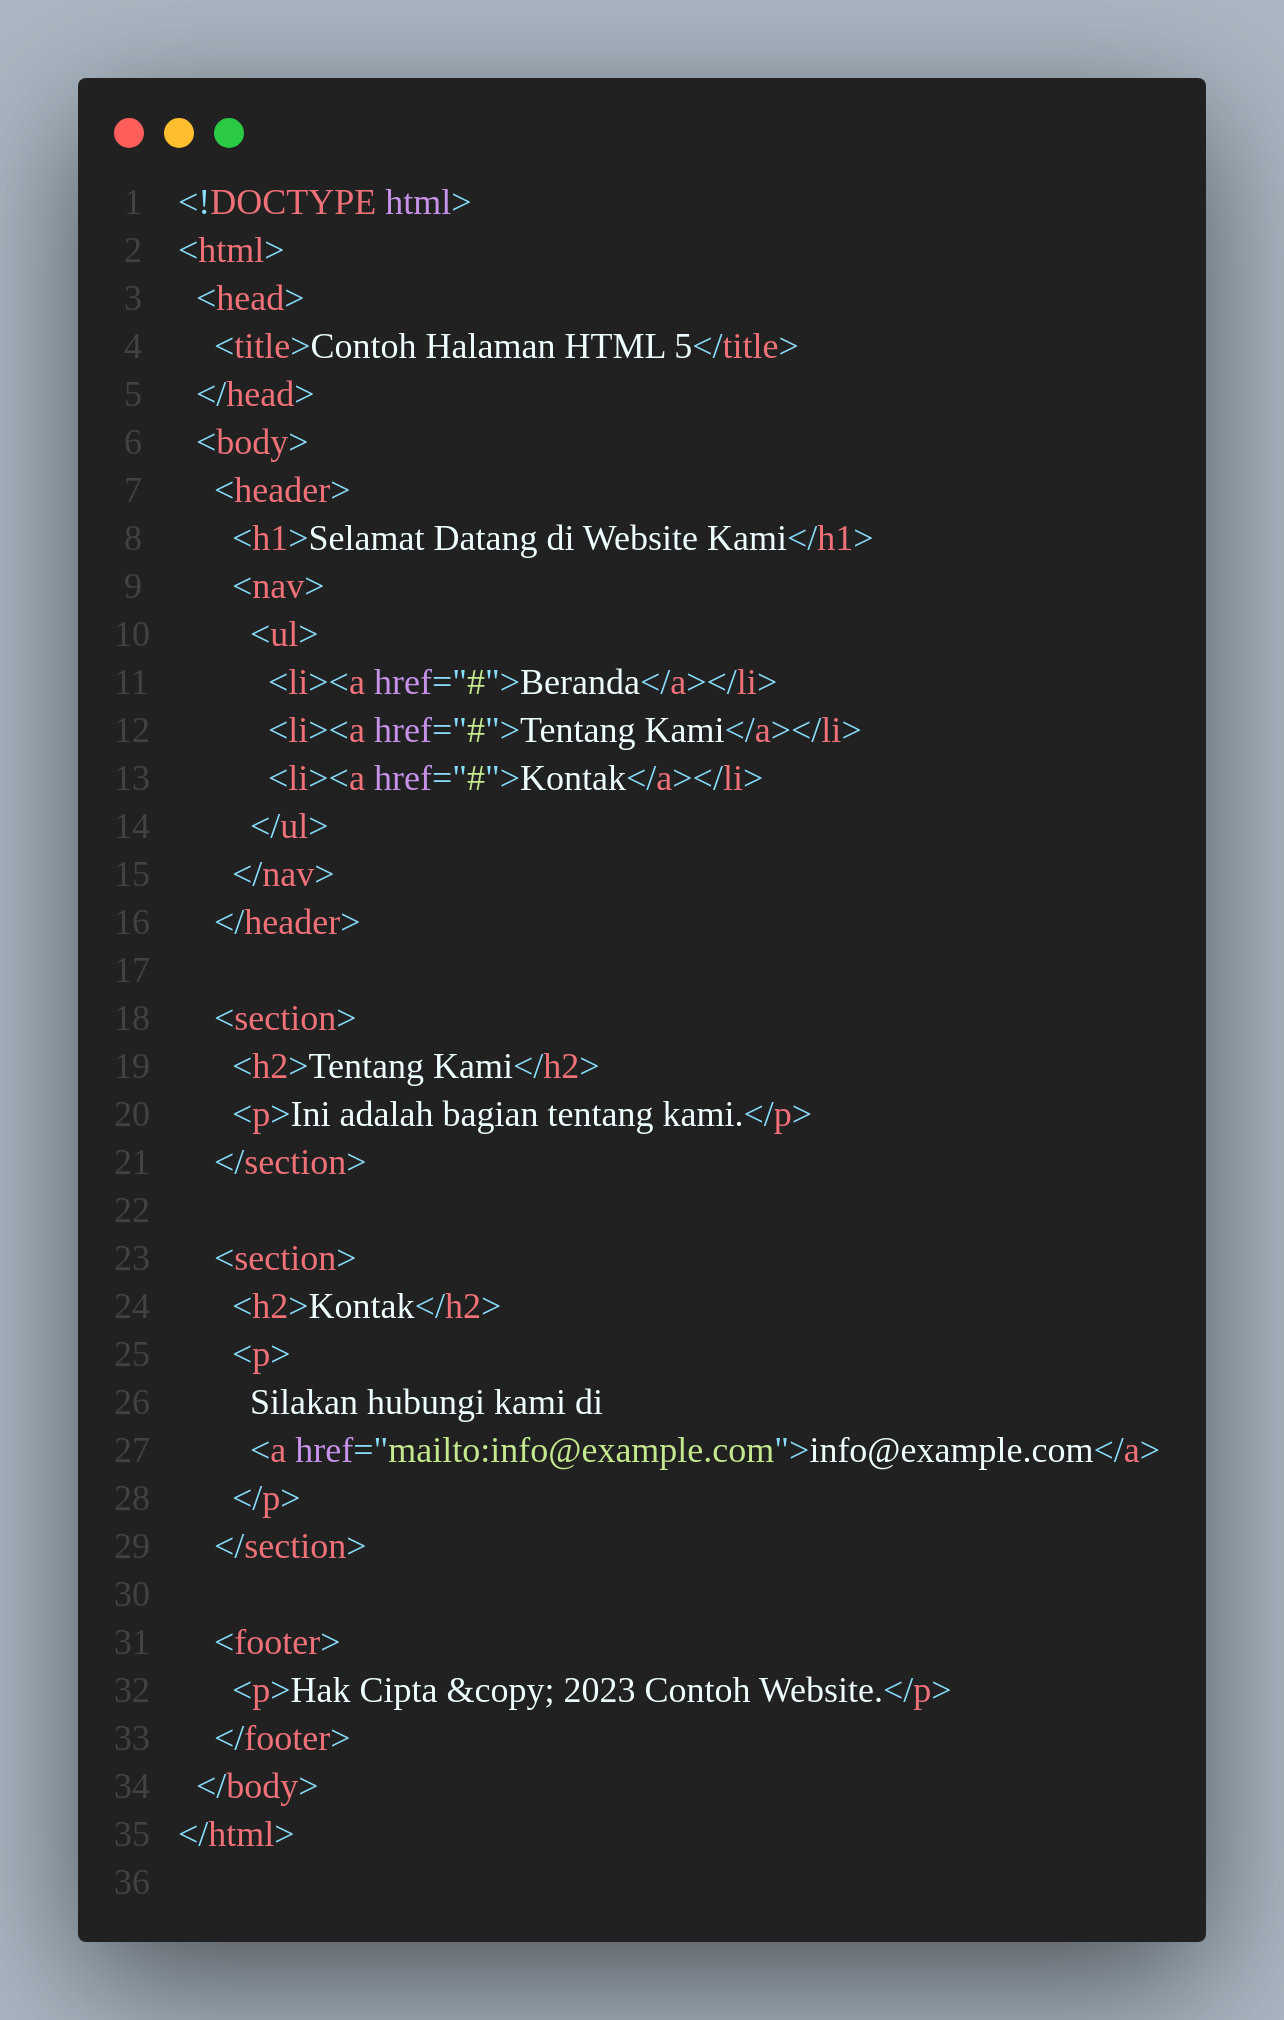 1 <!DOCTYPE html>
2 <html>
3   <head>
4     <title>Contoh Halaman HTML 5</title>
5   </head>
6   <body>
7     <header>
8       <h1>Selamat Datang di Website Kami</h1>
9       <nav>
10         <ul>
11           <li><a href="#">Beranda</a></li>
12           <li><a href="#">Tentang Kami</a></li>
13           <li><a href="#">Kontak</a></li>
14         </ul>
15       </nav>
16     </header>
17
18     <section>
19       <h2>Tentang Kami</h2>
20       <p>Ini adalah bagian tentang kami.</p>
21     </section>
22
23     <section>
24       <h2>Kontak</h2>
25       <p>
26         Silakan hubungi kami di
27         <a href="mailto:info@example.com">info@example.com</a>
28       </p>
29     </section>
30
31     <footer>
32       <p>Hak Cipta &copy; 2023 Contoh Website.</p>
33     </footer>
34   </body>
35 </html>
36